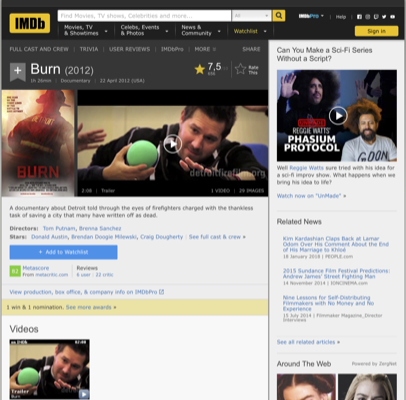 IMDb
Find Movies, TV shows, Celebrities and more...
All
IMDbPro
Help
Movies, TV & Showtimes
Celebs, Events & Photos
News & Community
Watchlist
Sign in
FULL CAST AND CREW | TRIVIA | USER REVIEWS | IMDbPro | MORE
SHARE
Burn (2012)
1h 26min | Documentary | 22 April 2012 (USA)
7,5
Rate This
BURN
detroitfirefilm.org
2:08 | Trailer
1 VIDEO | 29 IMAGES
A documentary about Detroit told through the eyes of firefighters charged with the thankless
task of saving a city that many have written off as dead.
Directors: Tom Putnam, Brenna Sanchez
Stars: Donald Austin, Brendan Doogie Milewski, Craig Dougherty | See full cast & crew »
+ Add to Watchlist
Metascore
From metacritic.com
Reviews
8 user | 22 critic
View production, box office, & company info on IMDbPro
1 win & 1 nomination. See more awards »
Videos
Trailer
Can You Make a Sci-Fi Series
Without a Script?
REGGIE WATTS'
PHASIUM
PROTOCOL
Well Reggie Watts sure tried with his idea for
a sci-fi improv show. What happens when we
bring his idea to life?
Watch now on "UnMade" »
Related News
Kim Kardashian Claps Back at Lamar
Odom Over His Comment About the End
of His Marriage to Khloé
18 January 2018 | PEOPLE.com
2015 Sundance Film Festival Predictions:
Andrew James' Street Fighting Man
14 November 2014 | IONCINEMA.com
Nine Lessons for Self-Distributing
Filmmakers with No Money and No
Experience
15 July 2014 | Filmmaker Magazine_Director
Interviews
See all related articles »
Around The Web
Powered by ZergNet